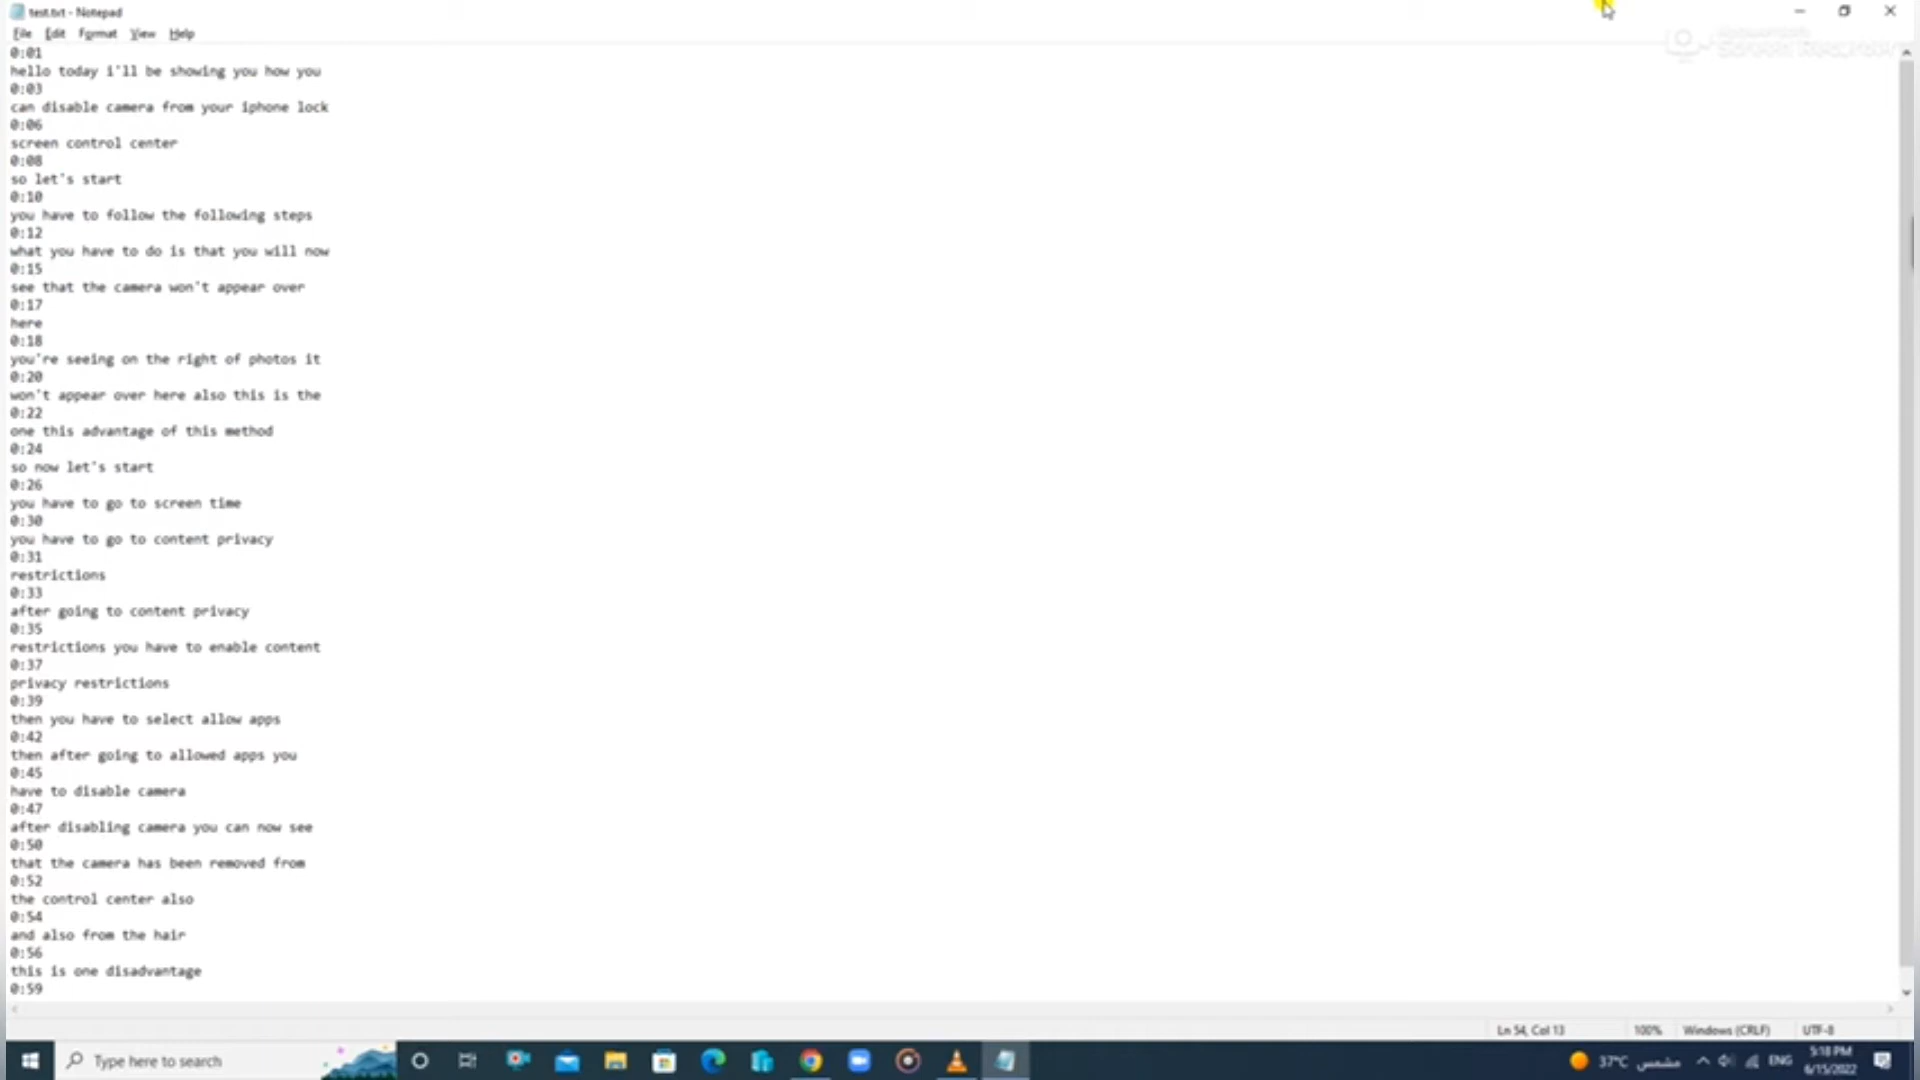 test.txt - Notepad
File Edit Format View Help
0:01
hello today i'll be showing you how you
0:03
can disable camera from your iphone lock
0:06
screen control center
0:08
so let's start
0:10
you have to follow the following steps
0:12
what you have to do is that you will now
0:15
see that the camera won't appear over
0:17
here
0:18
you're seeing on the right of photos it
0:20
won't appear over here also this is the
0:22
one this advantage of this method
0:24
so now let's start
0:26
you have to go to screen time
0:30
you have to go to content privacy
0:31
restrictions
0:33
after going to content privacy
0:35
restrictions you have to enable content
0:37
privacy restrictions
0:39
then you have to select allow apps
0:42
then after going to allowed apps you
0:45
have to disable camera
0:47
after disabling camera you can now see
0:50
that the camera has been removed from
0:52
the control center also
0:54
and also from the hair
0:56
this is one disadvantage
0:59
Ln 54, Col 13 100% Windows (CRLF) UTF-8
Type here to search 37°C مشمس ENG 5:18 PM
6/15/2022